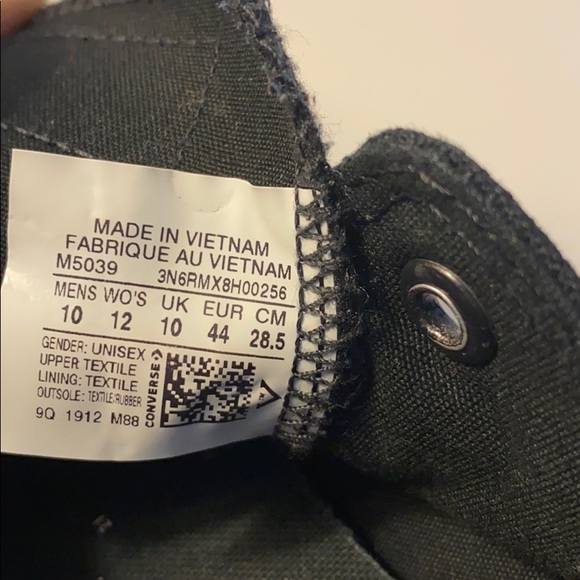 MADE IN VIETNAM
FABRIQUE AU VIETNAM
M5039 3N6RMX8H00256
MENS WO'S UK EUR CM
10 12 10 44 28.5
GENDER: UNISEX
UPPER TEXTILE
LINING: TEXTILE
OUTSOLE: TEXTILE/RUBBER
9Q 1912 M88
CONVERSE